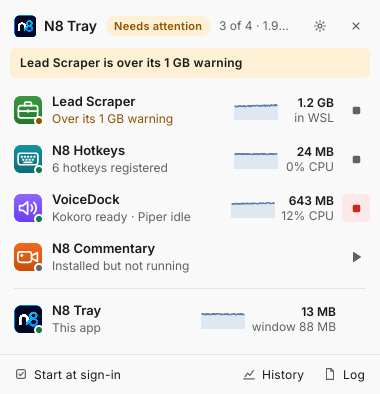 n8 N8 Tray Needs attention 3 of 4 · 1.9...
Lead Scraper is over its 1 GB warning
Lead Scraper 1.2 GB
Over its 1 GB warning in WSL
N8 Hotkeys 24 MB
6 hotkeys registered 0% CPU
VoiceDock 643 MB
Kokoro ready · Piper idle 12% CPU
N8 Commentary
Installed but not running
n8 N8 Tray 13 MB
This app window 88 MB
Start at sign-in History Log